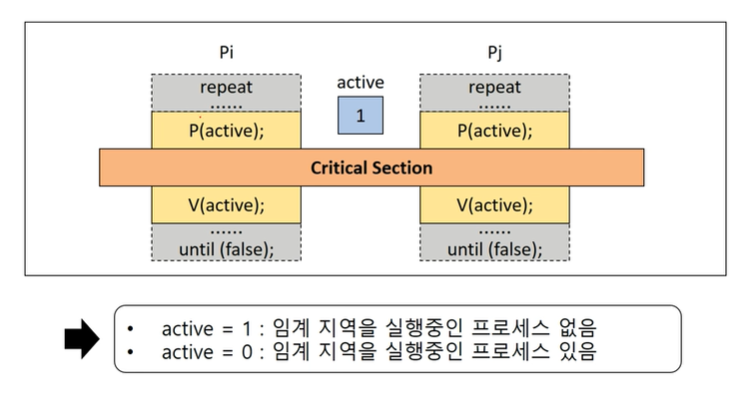 Pi
Pj
repeat
......
active
repeat
......
P(active);
1
P(active);
Critical Section
V(active);
V(active);
......
until (false);
......
until (false);
• active = 1 : 임계 지역을 실행중인 프로세스 없음
• active = 0 : 임계 지역을 실행중인 프로세스 있음